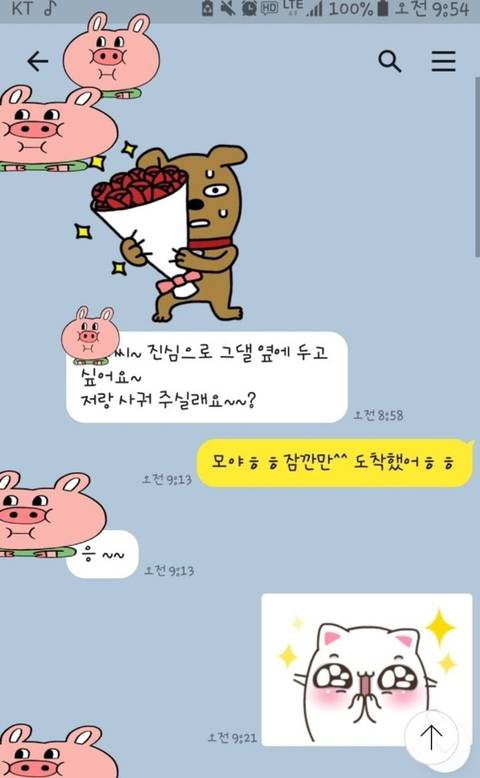 KT HD LTE 100% 오전 9:54
씨~ 진심으로 그댈 옆에 두고
싶어요~
저랑 사귀 주실래요~~?
오전 8:58
모야ㅎㅎ잠깐만^^ 도착했어ㅎㅎ
오전 9:13
응 ~~
오전 9:13
오전 9:21